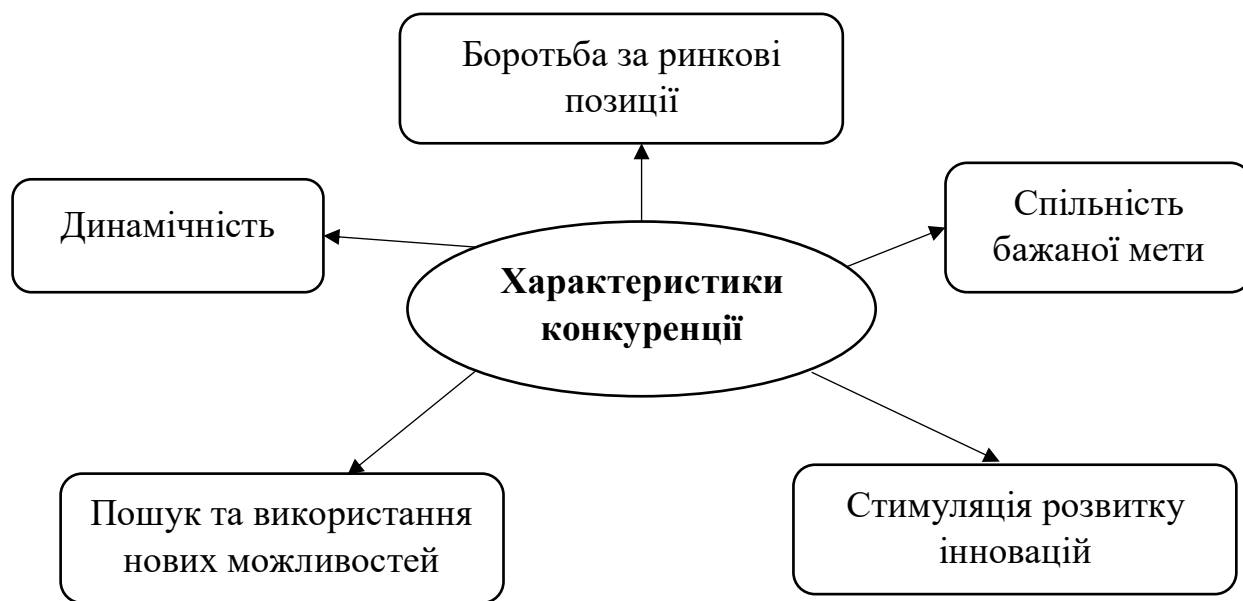 Боротьба за ринкові
позиції
Динамічність
Спільність
бажаної мети
Характеристики
конкуренції
Пошук та використання
нових можливостей
Стимуляція розвитку
інновацій